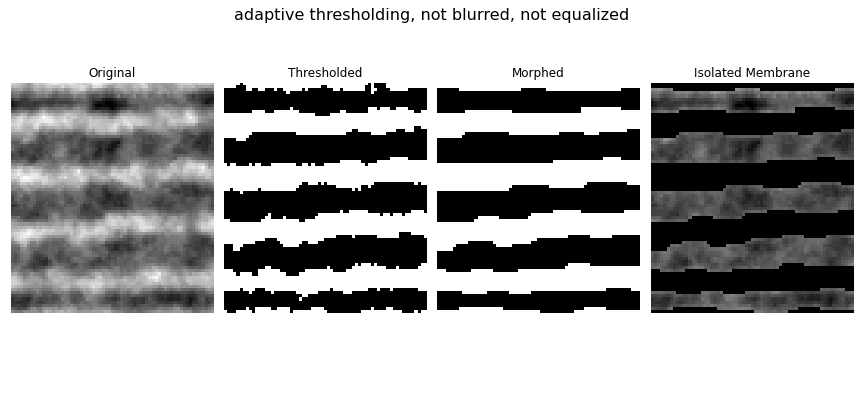 adaptive thresholding, not blurred, not equalized
Original
Thresholded
Morphed
Isolated Membrane